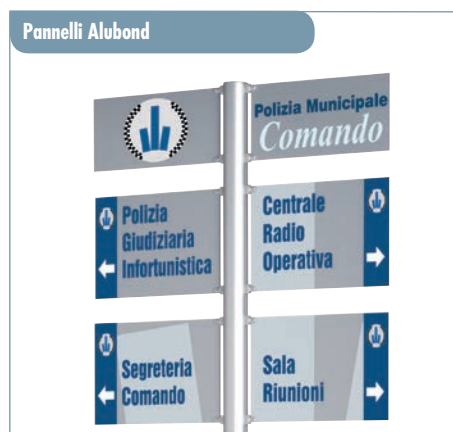 Pannelli Alubond
Polizia Municipale
Comando
Polizia
Giudiziaria
Infortunistica
Centrale
Radio
Operativa
Segreteria
Comando
Sala
Riunioni